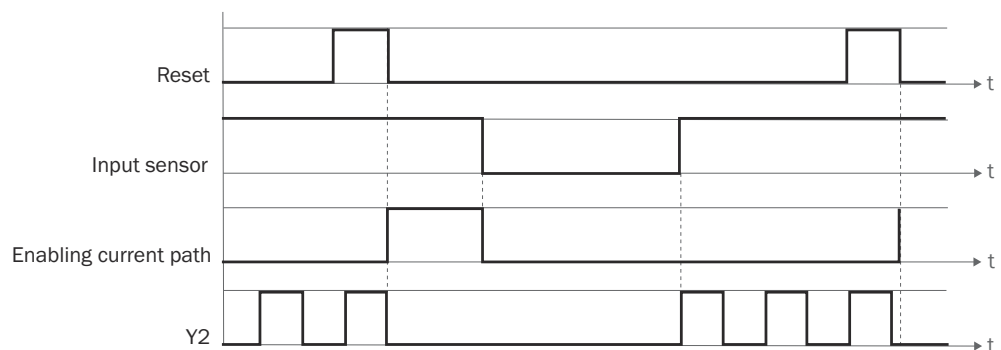 Reset
t
Input sensor
t
Enabling current path
t
Y2
t